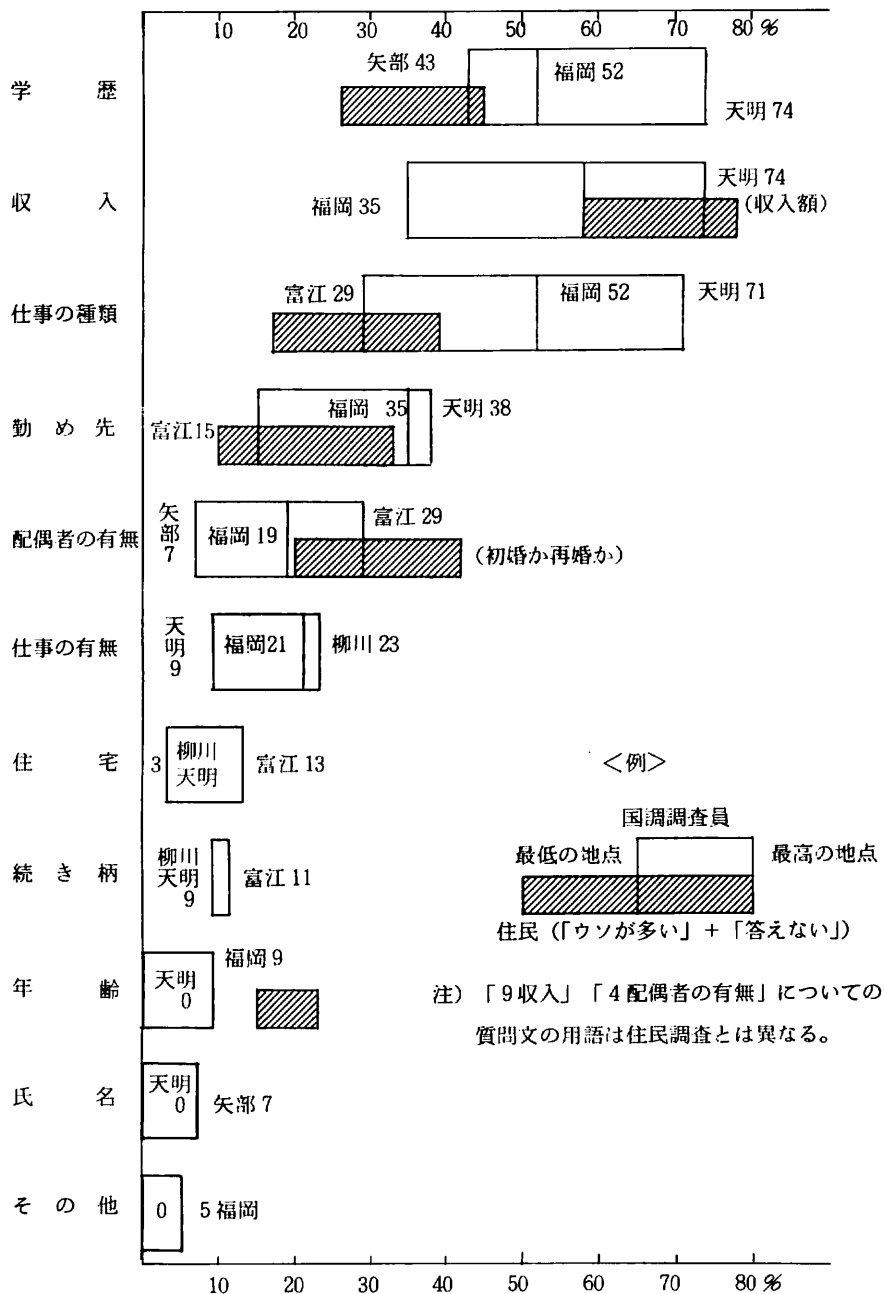 10 20 30 40 50 60 70 80 %
矢部 43
学歴
福岡 52
天明 74
収入
福岡 35
天明 74
(収入額)
仕事の種類
富江 29
福岡 52
天明 71
勤め先
富江15
福岡 35
天明 38
配偶者の有無
矢部7
福岡 19
富江 29
(初婚か再婚か)
仕事の有無
天明9
福岡21
柳川 23
住宅
3
柳川
天明
富江 13
<例>
国調調査員
最低の地点
最高の地点
住民(「ウソが多い」+「答えない」)
続き柄
柳川
天明
9
富江 11
年齢
天明
0
福岡 9
注) 「9収入」「4配偶者の有無」についての
質問文の用語は住民調査とは異なる。
氏名
天明
0
矢部 7
その他
0
5 福岡
10 20 30 40 50 60 70 80 %